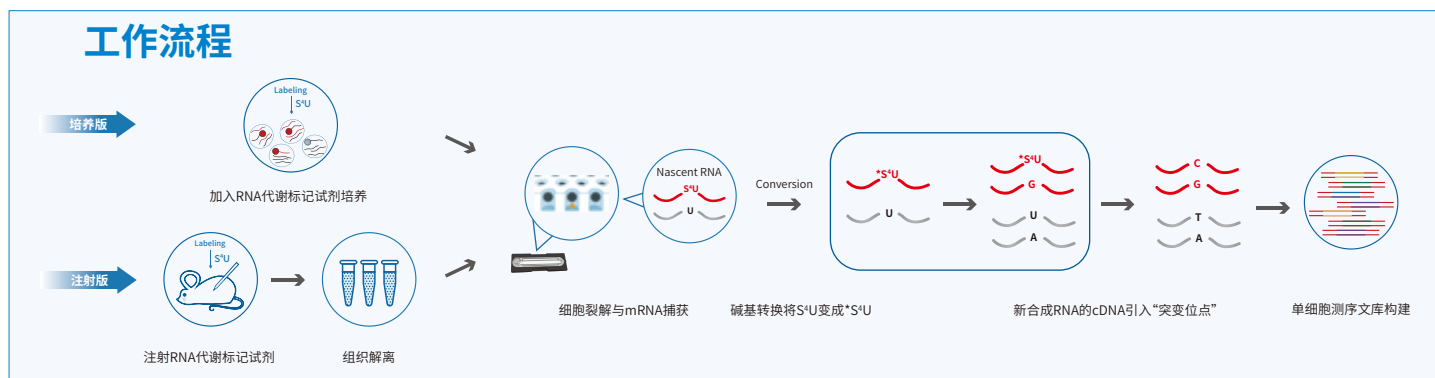 工作流程
培养版
Labeling
S⁴U
加入RNA代谢标记试剂培养
注射版
Labeling
S⁴U
注射RNA代谢标记试剂
组织解离
Nascent RNA
S⁴U
U
细胞裂解与mRNA捕获
Conversion
*S⁴U
U
碱基转换将S⁴U变成*S⁴U
*S⁴U
G
U
A
新合成RNA的cDNA引入“突变位点”
C
G
T
A
单细胞测序文库构建